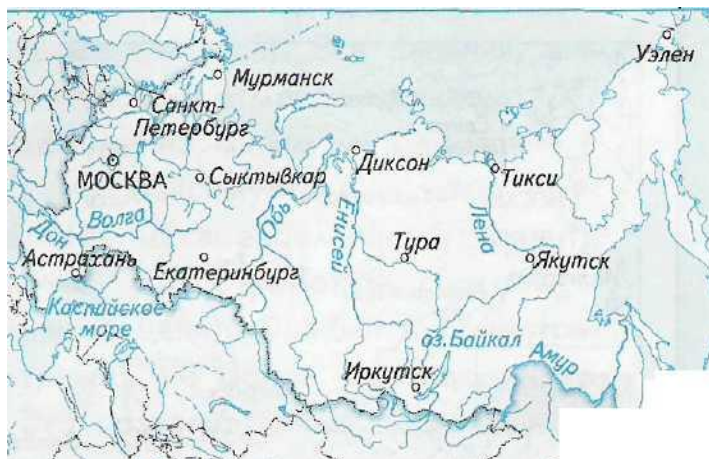 Уэлен
Мурманск
Санкт-
Петербург
Диксон
МОСКВА
Сыктывкар
Тикси
Обь
Енисей
Лена
Волга
Дон
Тура
Астрахань
Екатеринбург
Якутск
Каспийское
море
оз.Байкал
Амур
Иркутск